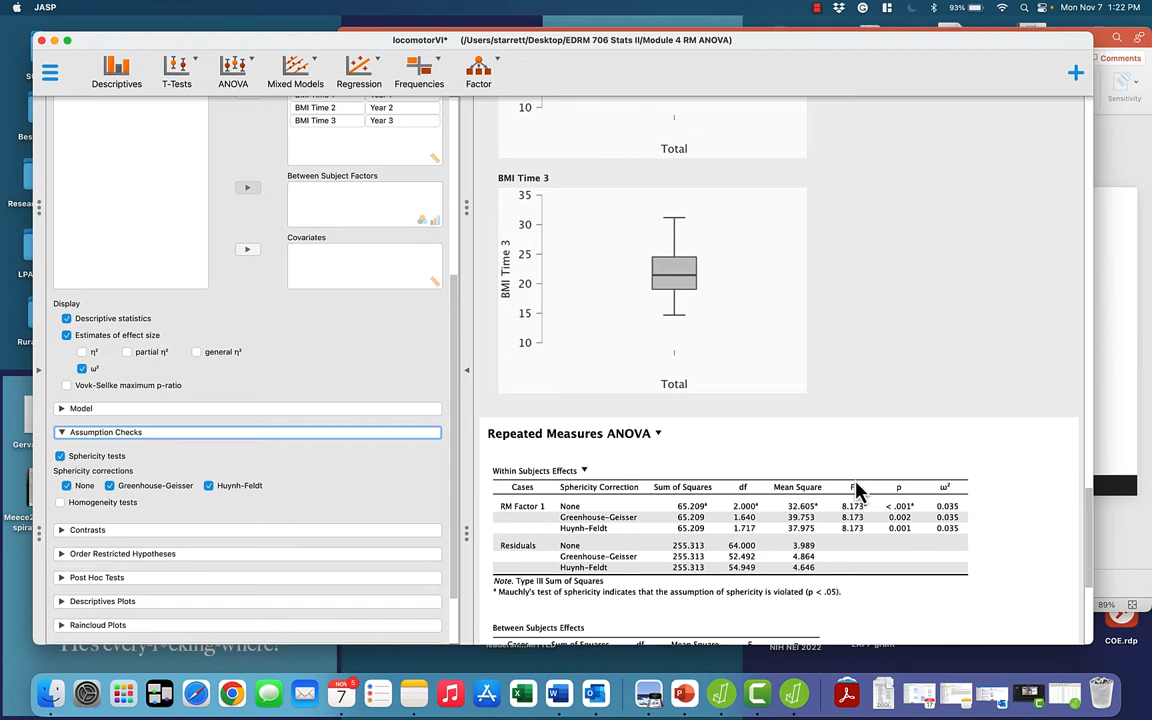 JASP
93%
Mon Nov 7 1:22 PM
locomotorVI* (/Users/starrett/Desktop/EDRM 706 Stats II/Module 4 RM ANOVA)
Descriptives
T-Tests
ANOVA
Mixed Models
Regression
Frequencies
Factor
Comments
Sensitivity
BMI Time 2 Year 2
BMI Time 3 Year 3
Between Subject Factors
Covariates
Display
Descriptive statistics
Estimates of effect size
η² partial η² general η²
ω²
Vovk-Sellke maximum p-ratio
Model
Assumption Checks
Sphericity tests
Sphericity corrections
None Greenhouse-Geisser Huynh-Feldt
Homogeneity tests
Contrasts
Order Restricted Hypotheses
Post Hoc Tests
Descriptives Plots
Raincloud Plots
10
Total
BMI Time 3
35
30
25
20
15
10
BMI Time 3
Total
Repeated Measures ANOVA
Within Subjects Effects
Cases Sphericity Correction Sum of Squares df Mean Square F p ω²
RM Factor 1 None 65.209ᵃ 2.000ᵃ 32.605ᵃ 8.173ᵃ < .001ᵃ 0.035
Greenhouse-Geisser 65.209 1.640 39.753 8.173 0.002 0.035
Huynh-Feldt 65.209 1.717 37.975 8.173 0.001 0.035
Residuals None 255.313 64.000 3.989
Greenhouse-Geisser 255.313 52.492 4.864
Huynh-Feldt 255.313 54.949 4.646
Note. Type III Sum of Squares
ᵃ Mauchly's test of sphericity indicates that the assumption of sphericity is violated (p < .05).
Between Subjects Effects
89%
COE.rdp
He's every-f*cking-where!
NIH NEI 2022
NOV 5
7